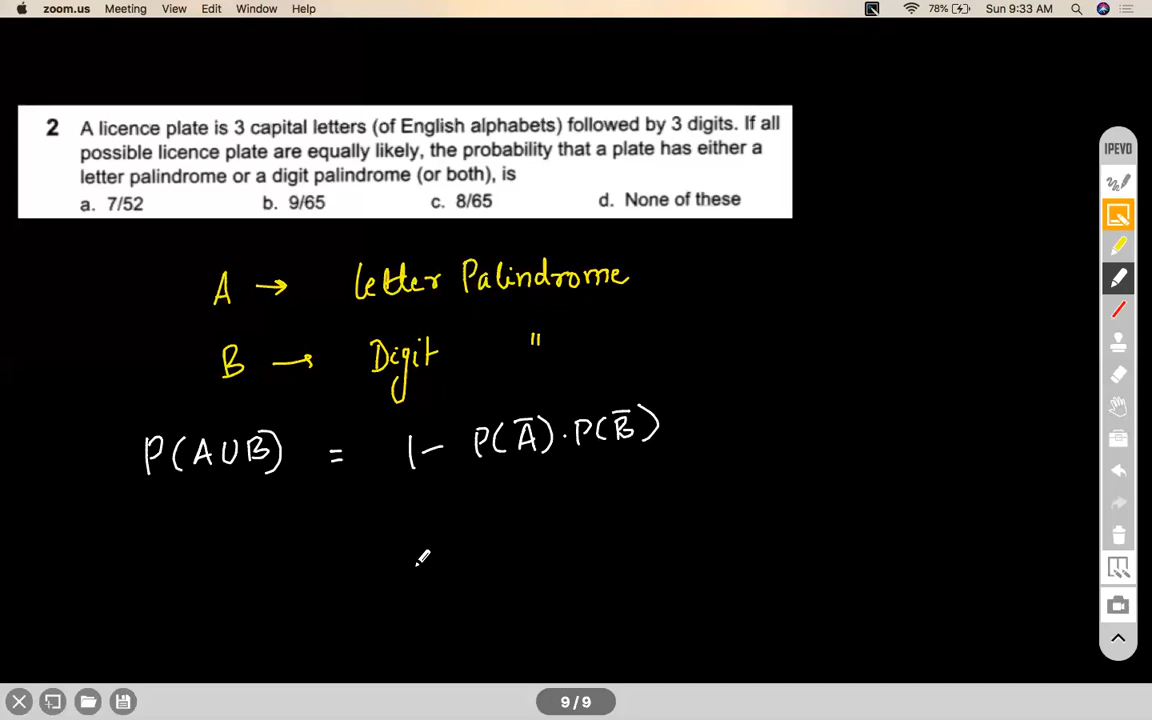 zoom.us Meeting View Edit Window Help 78% Sun 9:33 AM
2 A licence plate is 3 capital letters (of English alphabets) followed by 3 digits. If all
possible licence plate are equally likely, the probability that a plate has either a
letter palindrome or a digit palindrome (or both), is
a. 7/52 b. 9/65 c. 8/65 d. None of these
IPEVO
A → letter Palindrome
B → Digit "
P(A∪B) = 1- P(A̅).P(B̅)
9/9